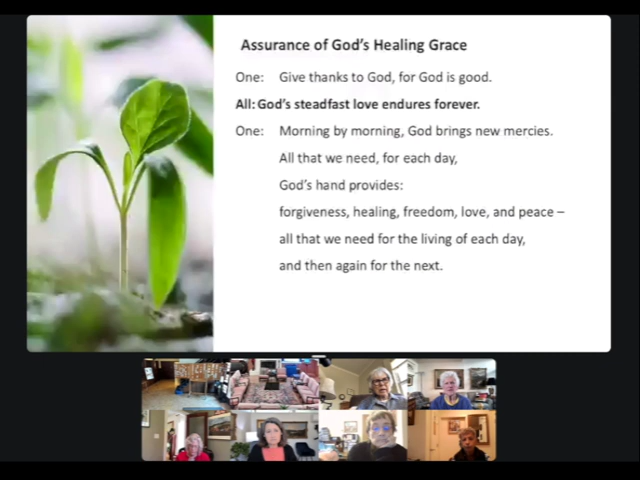 Assurance of God's Healing Grace
One: Give thanks to God, for God is good.
All: God's steadfast love endures forever.
One: Morning by morning, God brings new mercies.
All that we need, for each day,
God's hand provides:
forgiveness, healing, freedom, love, and peace –
all that we need for the living of each day,
and then again for the next.